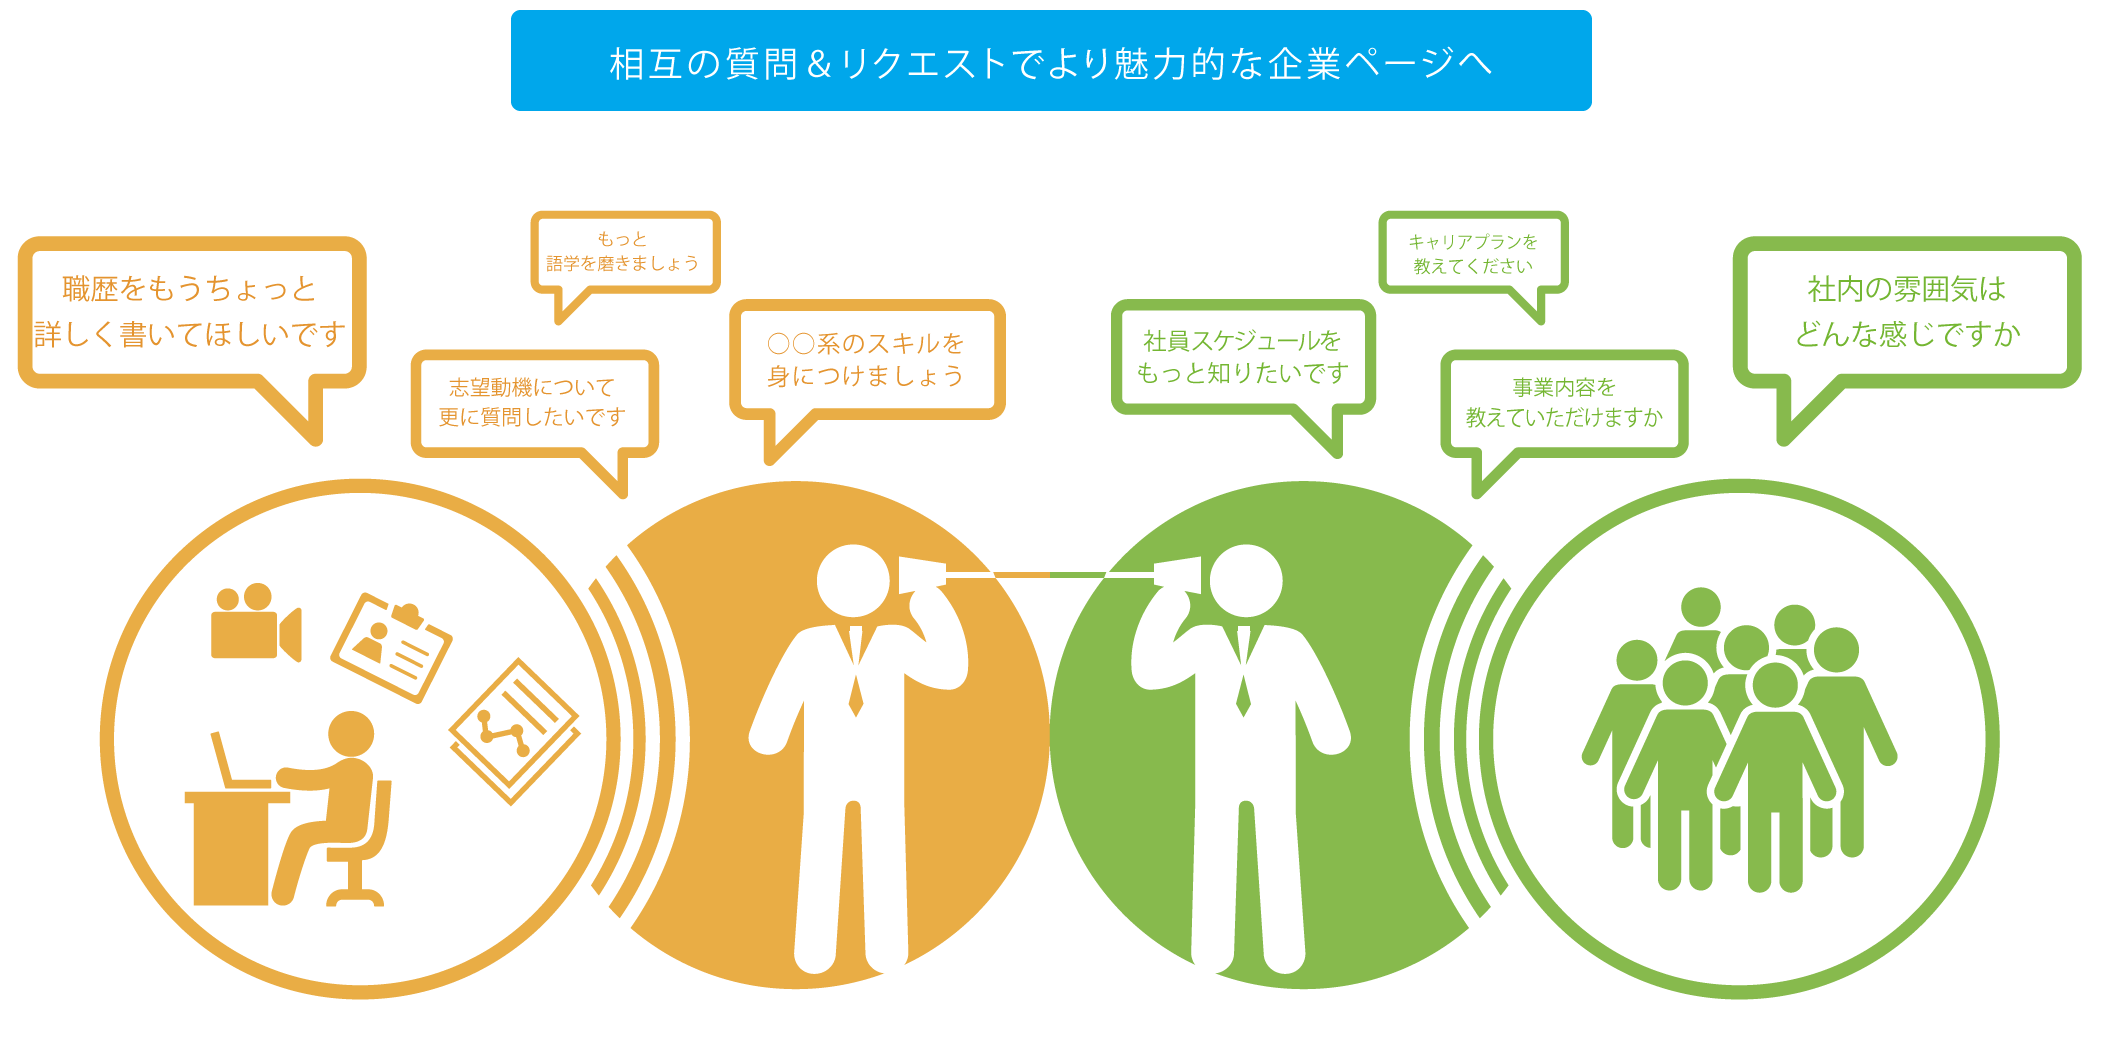 相互の質問＆リクエストでより魅力的な企業ページへ
職歴をもうちょっと
詳しく書いてほしいです
もっと
語学を磨きましょう
志望動機について
更に質問したいです
〇〇系のスキルを
身につけましょう
社員スケジュールを
もっと知りたいです
キャリアプランを
教えてください
事業内容を
教えていただけますか
社内の雰囲気は
どんな感じですか